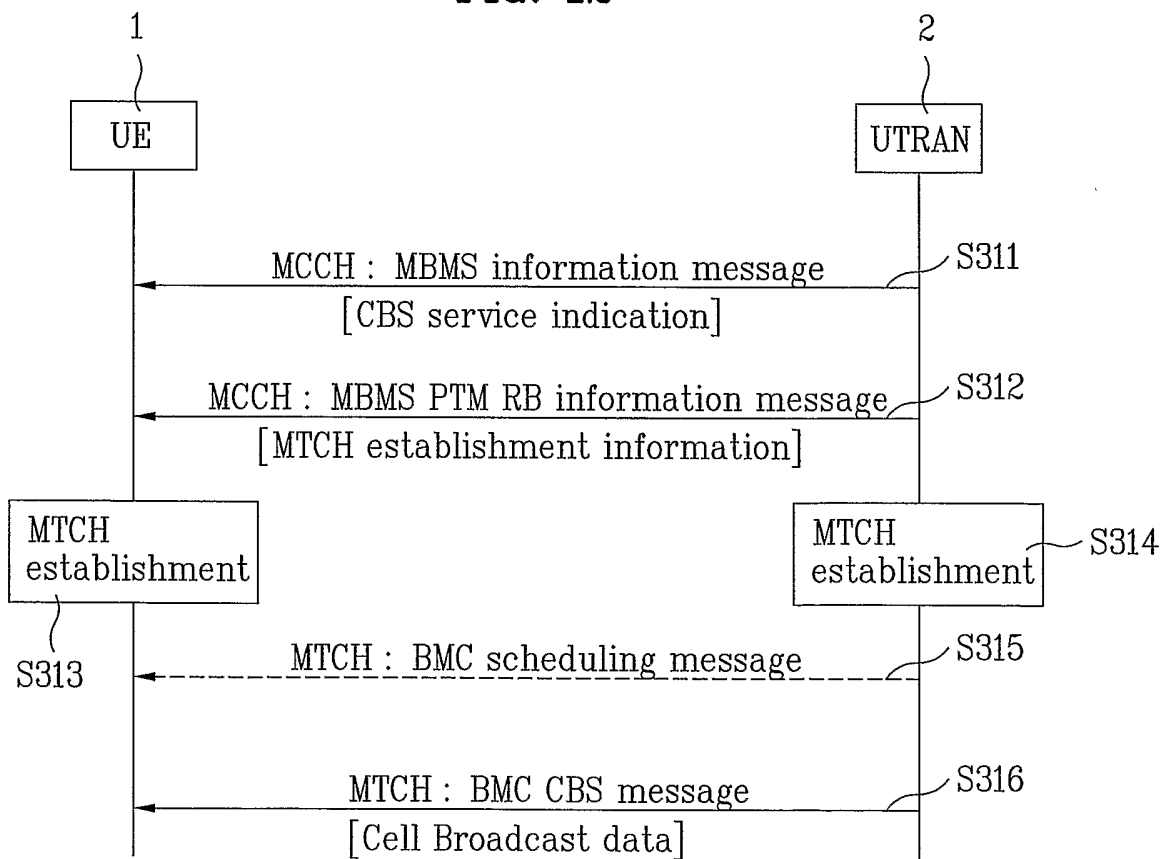 1
2
UE
UTRAN
MCCH : MBMS information message
S311
[CBS service indication]
MCCH : MBMS PTM RB information message
S312
[MTCH establishment information]
MTCH
establishment
MTCH
establishment
S314
S313
MTCH : BMC scheduling message
S315
MTCH : BMC CBS message
S316
[Cell Broadcast data]